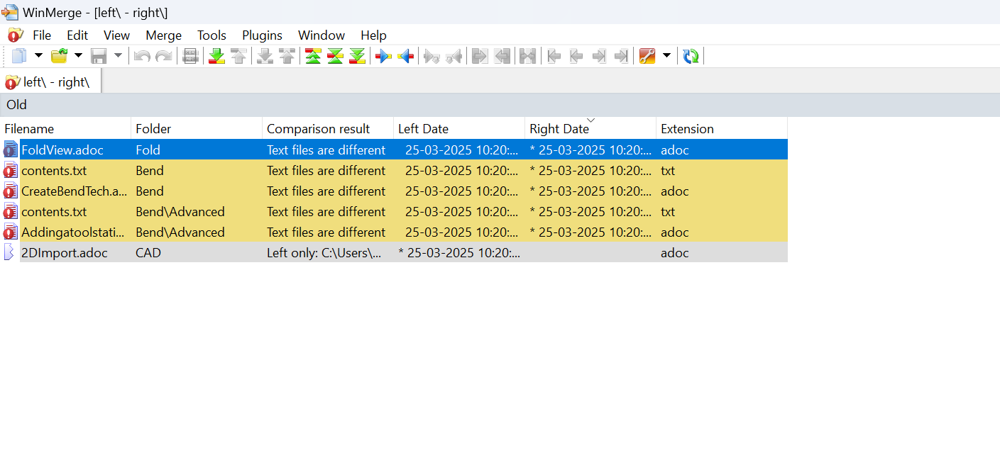 WinMerge - [left\ - right\]
File Edit View Merge Tools Plugins Window Help
left\ - right\
Old
Filename Folder Comparison result Left Date Right Date Extension
FoldView.adoc Fold Text files are different 25-03-2025 10:20:... * 25-03-2025 10:20:... adoc
contents.txt Bend Text files are different 25-03-2025 10:20:... * 25-03-2025 10:20:... txt
CreateBendTech.a... Bend Text files are different 25-03-2025 10:20:... * 25-03-2025 10:20:... adoc
contents.txt Bend\Advanced Text files are different 25-03-2025 10:20:... * 25-03-2025 10:20:... txt
Addingatoolstati... Bend\Advanced Text files are different 25-03-2025 10:20:... * 25-03-2025 10:20:... adoc
2DImport.adoc CAD Left only: C:\Users\... * 25-03-2025 10:20:... adoc